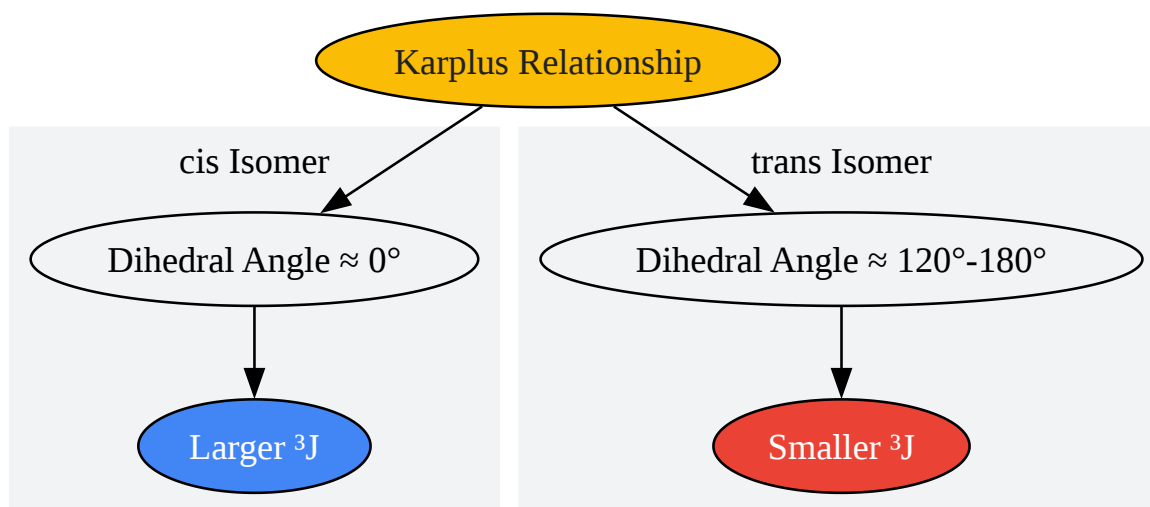 Karplus Relationship
cis Isomer
trans Isomer
Dihedral Angle ≈ 0°
Dihedral Angle ≈ 120°-180°
Larger ³J
Smaller ³J